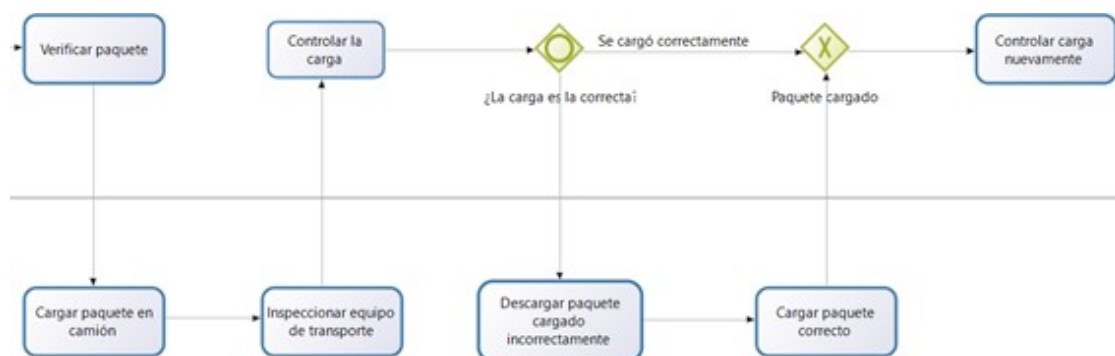 Verificar paquete
Controlar la
carga
Se cargó correctamente
Controlar carga
nuevamente
¿La carga es la correcta?
Paquete cargado
Cargar paquete en
camión
Inspeccionar equipo
de transporte
Descargar paquete
cargado
incorrectamente
Cargar paquete
correcto